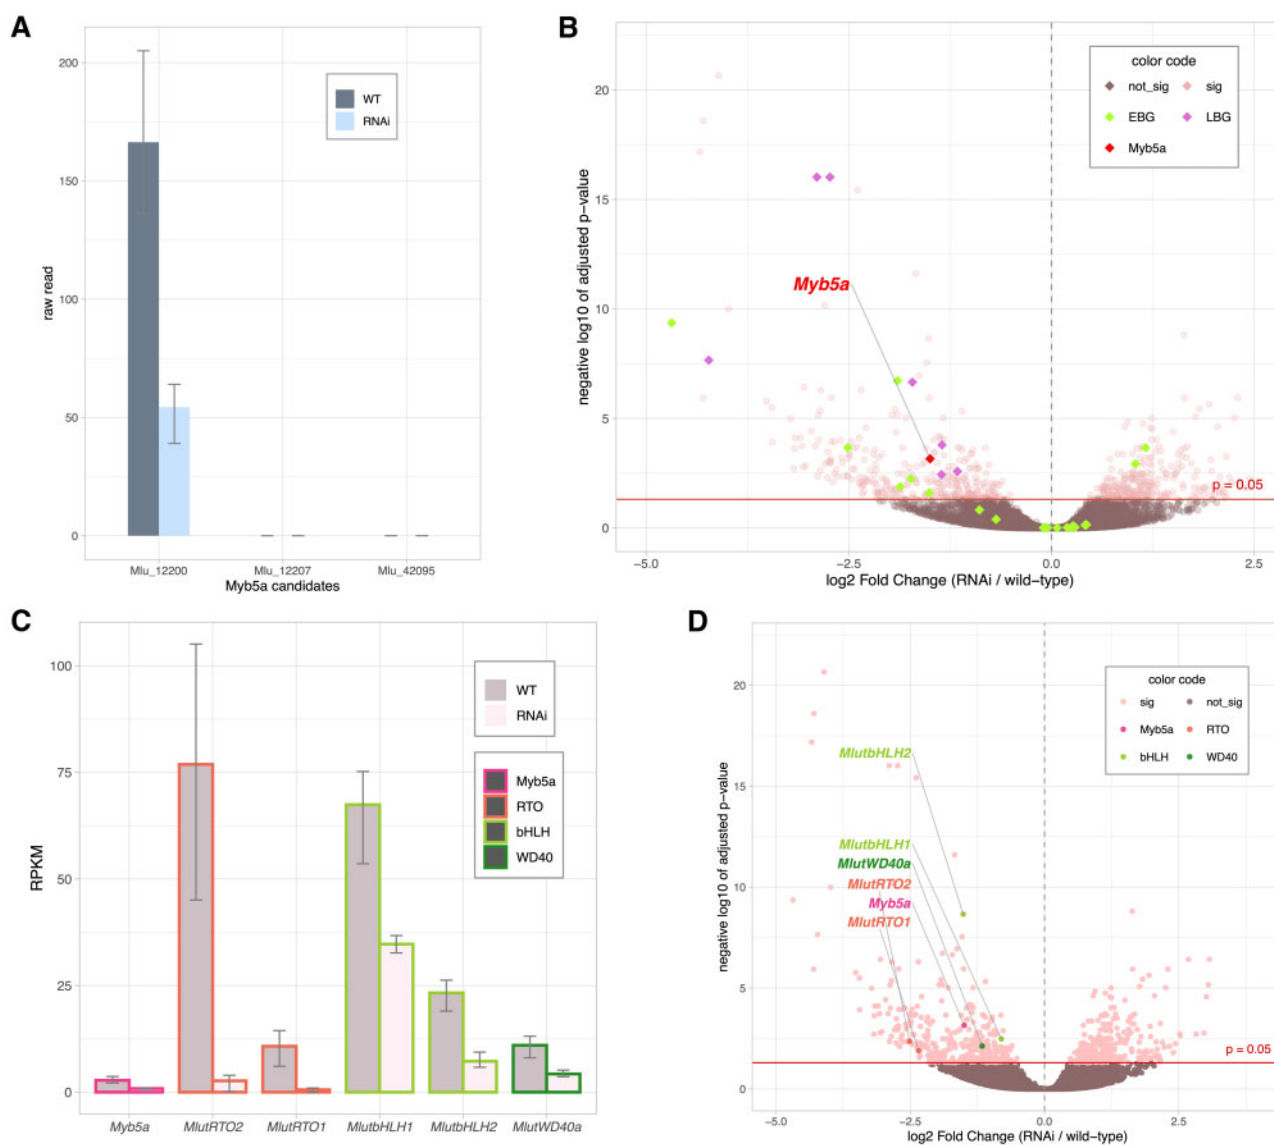 A
raw read
200
150
100
50
0
WT
RNAi
Mlu_12200 Mlu_12207 Mlu_42095
Myb5a candidates
B
negative log10 of adjusted p-value
20
15
10
5
0
color code
not_sig sig
EBG LBG
Myb5a
Myb5a
p = 0.05
-5.0 -2.5 0.0 2.5
log2 Fold Change (RNAi / wild-type)
C
RPKM
100
75
50
25
0
WT
RNAi
Myb5a
RTO
bHLH
WD40
Myb5a MlutRTO2 MlutRTO1 MlutbHLH1 MlutbHLH2 MlutWD40a
D
negative log10 of adjusted p-value
20
15
10
5
0
color code
sig not_sig
Myb5a RTO
bHLH WD40
MlutbHLH2
MlutbHLH1
MlutWD40a
MlutRTO2
Myb5a
MlutRTO1
p = 0.05
-5.0 -2.5 0.0 2.5
log2 Fold Change (RNAi / wild-type)